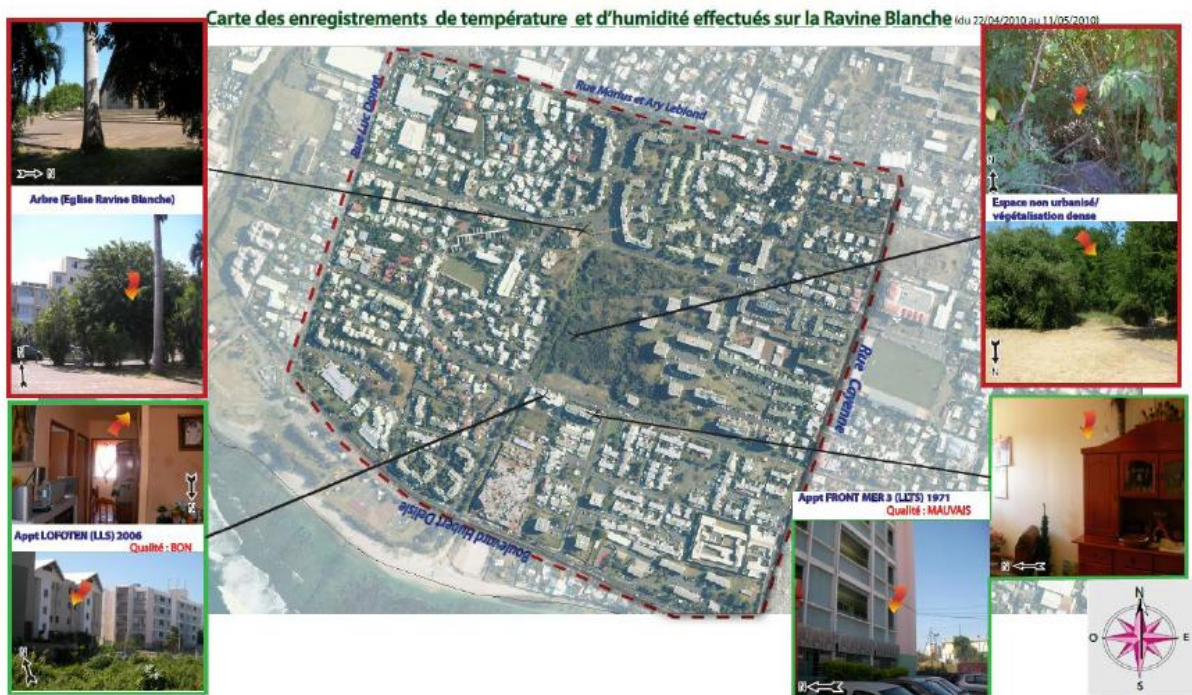 Carte des enregistrements de température et d'humidité effectués sur la Ravine Blanche (du 22/04/2010 au 11/05/2010)
N
Arbre (Eglise Ravine Blanche)
N
Rue Luc Donat
Rue Marius et Ary Leblond
N
Espace non urbanisé/
végétalisation dense
N
Rue Cayenne
Boulevard Hubert Delisle
N
Appt LOFOTEN (LLS) 2006
Qualité : BON
N
Appt FRONT MER 3 (LLTS) 1971
Qualité : MAUVAIS
N
N
N
O
E
S